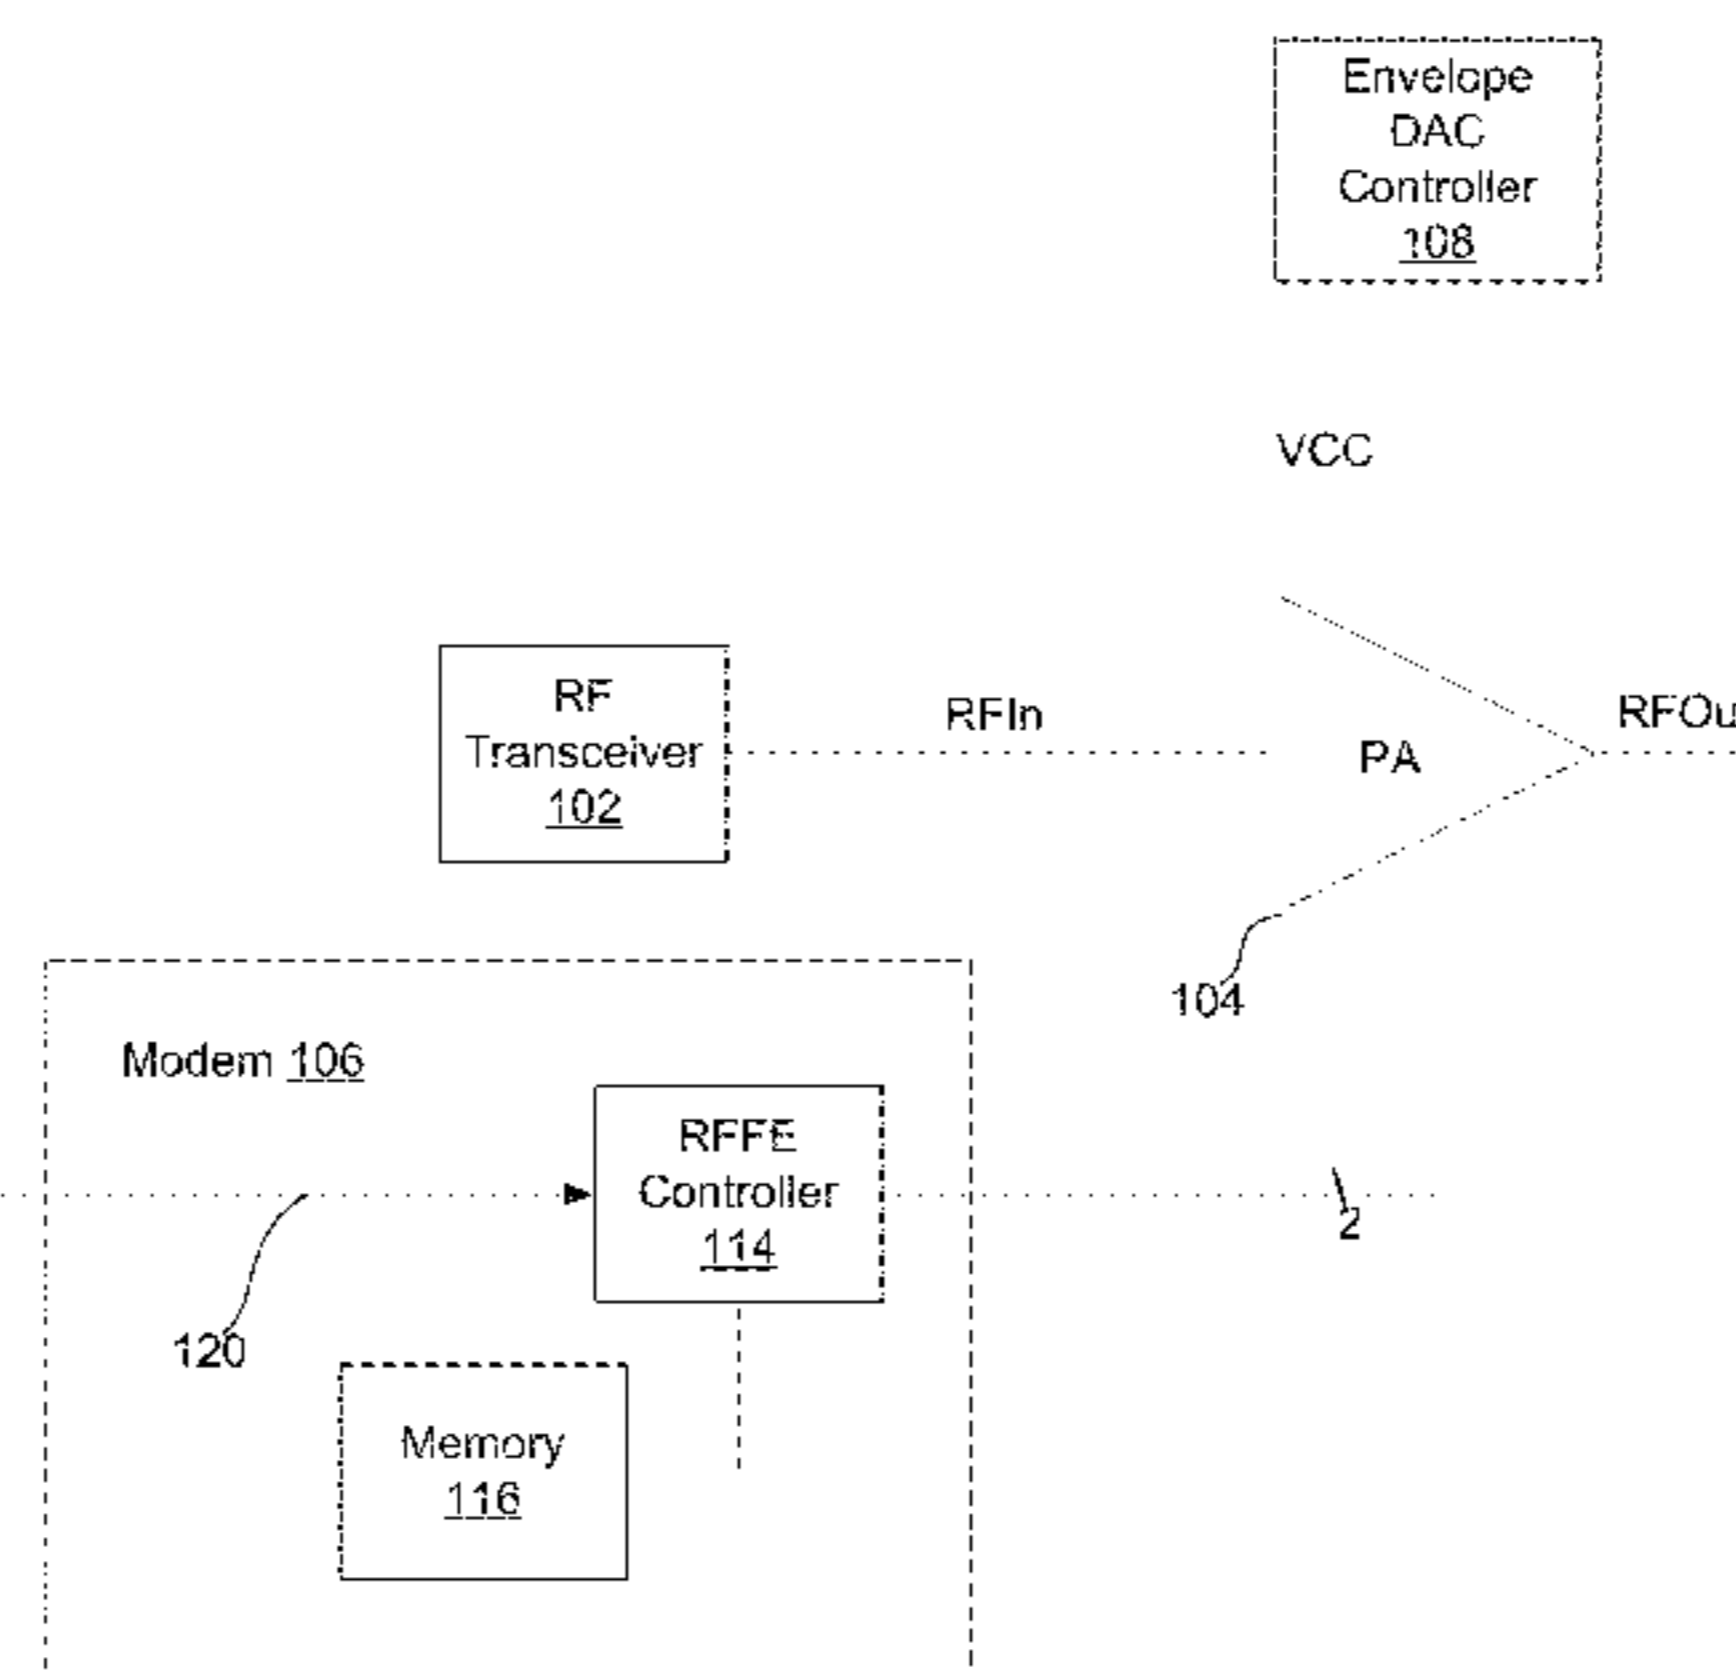 Envelope
DAC
Controller
108
VCC
RF
Transceiver
102
RFIn
PA
RFOu
104
Modem 106
RFFE
Controller
114
2
120
Memory
116